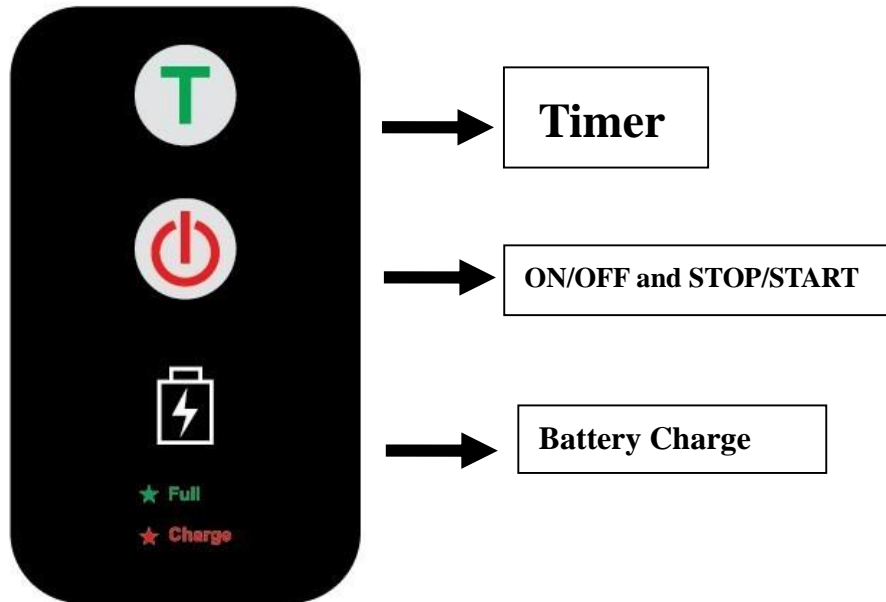 T
Timer
ON/OFF and STOP/START
Battery Charge
Full
Charge